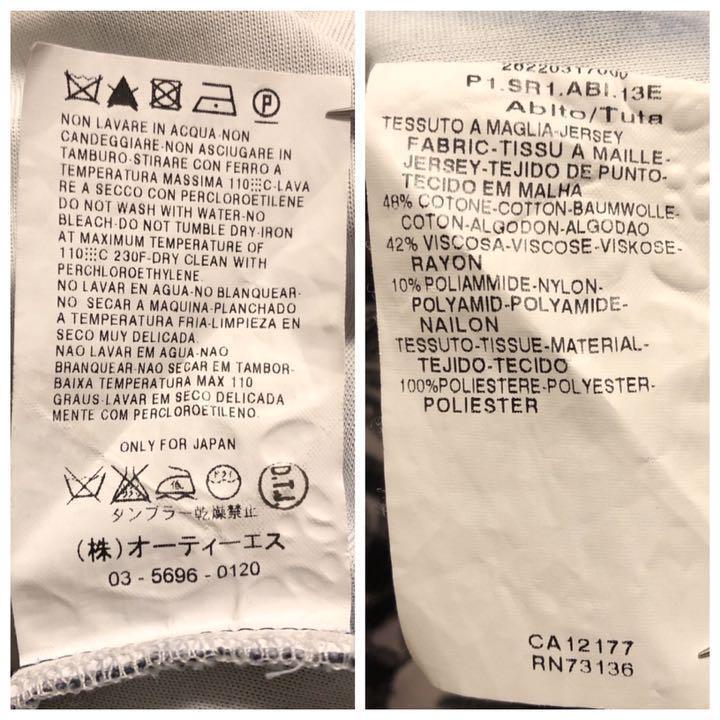 P
NON LAVARE IN ACQUA-NON
CANDEGGIARE-NON ASCIUGARE IN
TAMBURO-STIRARE CON FERRO A
TEMPERATURA MASSIMA 110°C-LAVA
RE A SECCO CON PERCLOROETILENE
DO NOT WASH WITH WATER-NO
BLEACH-DO NOT TUMBLE DRY-IRON
AT MAXIMUM TEMPERATURE OF
110°C 230F-DRY CLEAN WITH
PERCHLOROETHYLENE
NO LAVAR EN AGUA-NO BLANQUEAR-
NO SECAR A MAQUINA-PLANCHADO
A TEMPERATURA FRIA-LIMPIEZA EN
SECO MUY DELICADA.
NAO LAVAR EM AGUA-NAO
BRANQUEAR-NAO SECAR EM TAMBOR-
BAIXA TEMPERATURA MAX 110
GRAUS-LAVAR EM SECO DELICADA
MENTE COM PERCLOROETILENO.
ONLY FOR JAPAN
D.T.J
タンブラー乾燥禁止
(株)オーティーエス
03-5696-0120
P1.SR1.ABI.13E
Abito/Tuta
TESSUTO A MAGLIA-JERSEY
FABRIC-TISSU A MAILLE-
JERSEY-TEJIDO DE PUNTO-
TECIDO EM MALHA
48% COTONE-COTTON-BAUMWOLLE-
COTON-ALGODON-ALGODAO
42% VISCOSA-VISCOSE-VISKOSE-
RAYON
10% POLIAMMIDE-NYLON-
POLYAMID-POLYAMIDE-
NAILON
TESSUTO-TISSUE-MATERIAL-
TEJIDO-TECIDO
100%POLIESTERE-POLYESTER-
POLIESTER
CA12177
RN73136